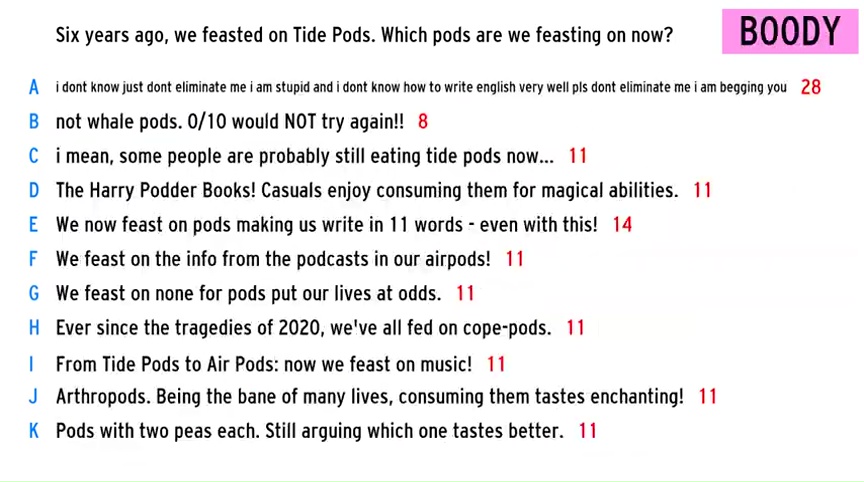 Six years ago, we feasted on Tide Pods. Which pods are we feasting on now?
BOODY
A i dont know just dont eliminate me i am stupid and i dont know how to write english very well pls dont eliminate me i am begging you 28
B not whale pods. 0/10 would NOT try again!! 8
C i mean, some people are probably still eating tide pods now... 11
D The Harry Podder Books! Casuals enjoy consuming them for magical abilities. 11
E We now feast on pods making us write in 11 words - even with this! 14
F We feast on the info from the podcasts in our airpods! 11
G We feast on none for pods put our lives at odds. 11
H Ever since the tragedies of 2020, we've all fed on cope-pods. 11
I From Tide Pods to Air Pods: now we feast on music! 11
J Arthropods. Being the bane of many lives, consuming them tastes enchanting! 11
K Pods with two peas each. Still arguing which one tastes better. 11